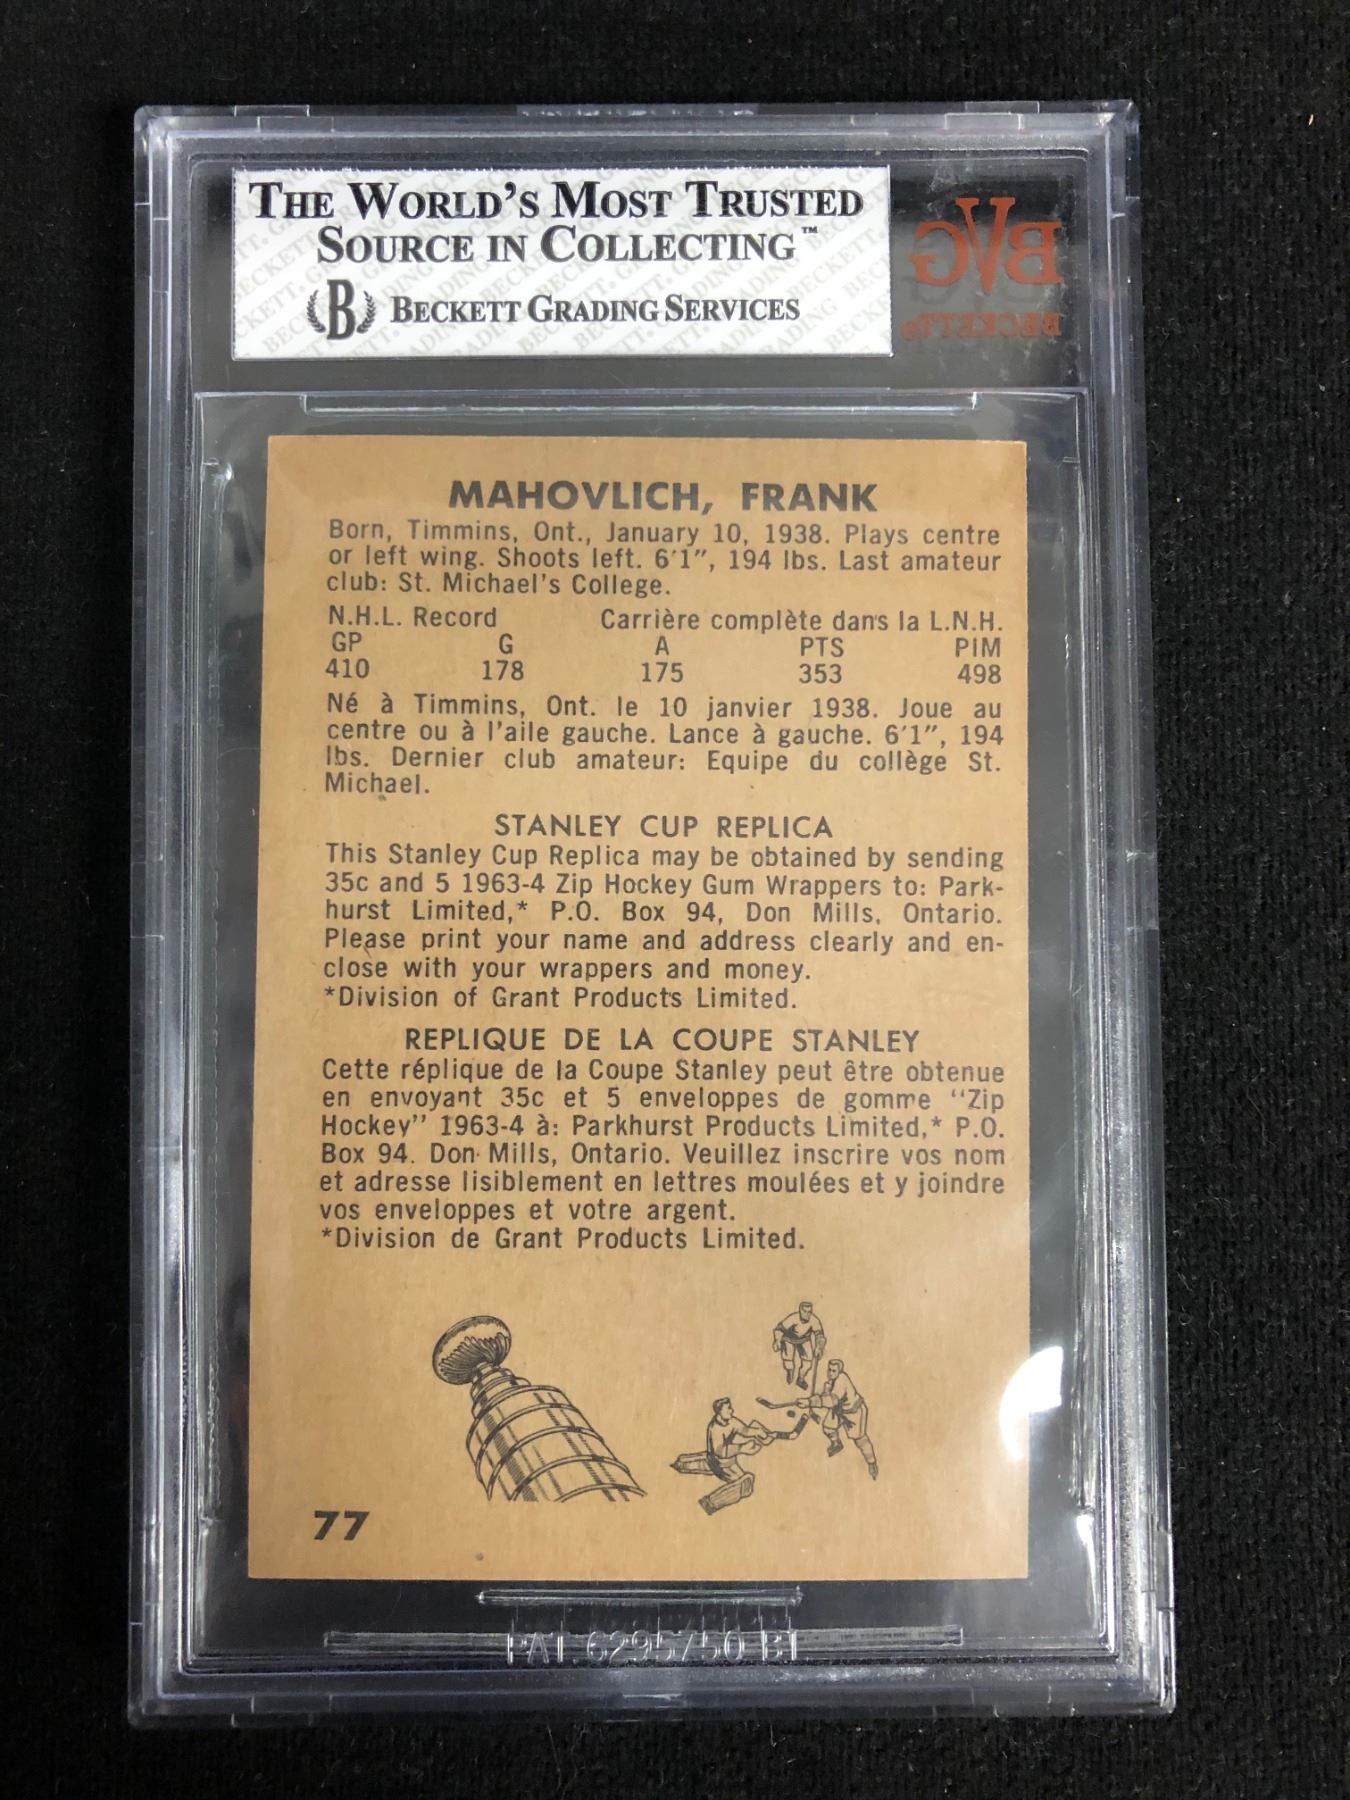 THE WORLD'S MOST TRUSTED
SOURCE IN COLLECTING™
B BECKETT GRADING SERVICES
BVG
BECKETT
MAHOVLICH, FRANK
Born, Timmins, Ont., January 10, 1938. Plays centre
or left wing. Shoots left. 6'1", 194 lbs. Last amateur
club: St. Michael's College.
N.H.L. Record Carrière complète dans la L.N.H.
GP G A PTS PIM
410 178 175 353 498
Né à Timmins, Ont. le 10 janvier 1938. Joue au
centre ou à l'aile gauche. Lance à gauche. 6'1", 194
lbs. Dernier club amateur: Equipe du collège St.
Michael.
STANLEY CUP REPLICA
This Stanley Cup Replica may be obtained by sending
35c and 5 1963-4 Zip Hockey Gum Wrappers to: Park-
hurst Limited,* P.O. Box 94, Don Mills, Ontario.
Please print your name and address clearly and en-
close with your wrappers and money.
*Division of Grant Products Limited.
REPLIQUE DE LA COUPE STANLEY
Cette réplique de la Coupe Stanley peut être obtenue
en envoyant 35c et 5 enveloppes de gomme "Zip
Hockey" 1963-4 à: Parkhurst Products Limited,* P.O.
Box 94. Don Mills, Ontario. Veuillez inscrire vos nom
et adresse lisiblement en lettres moulées et y joindre
vos enveloppes et votre argent.
*Division de Grant Products Limited.
77
PAT. 6295750 B1